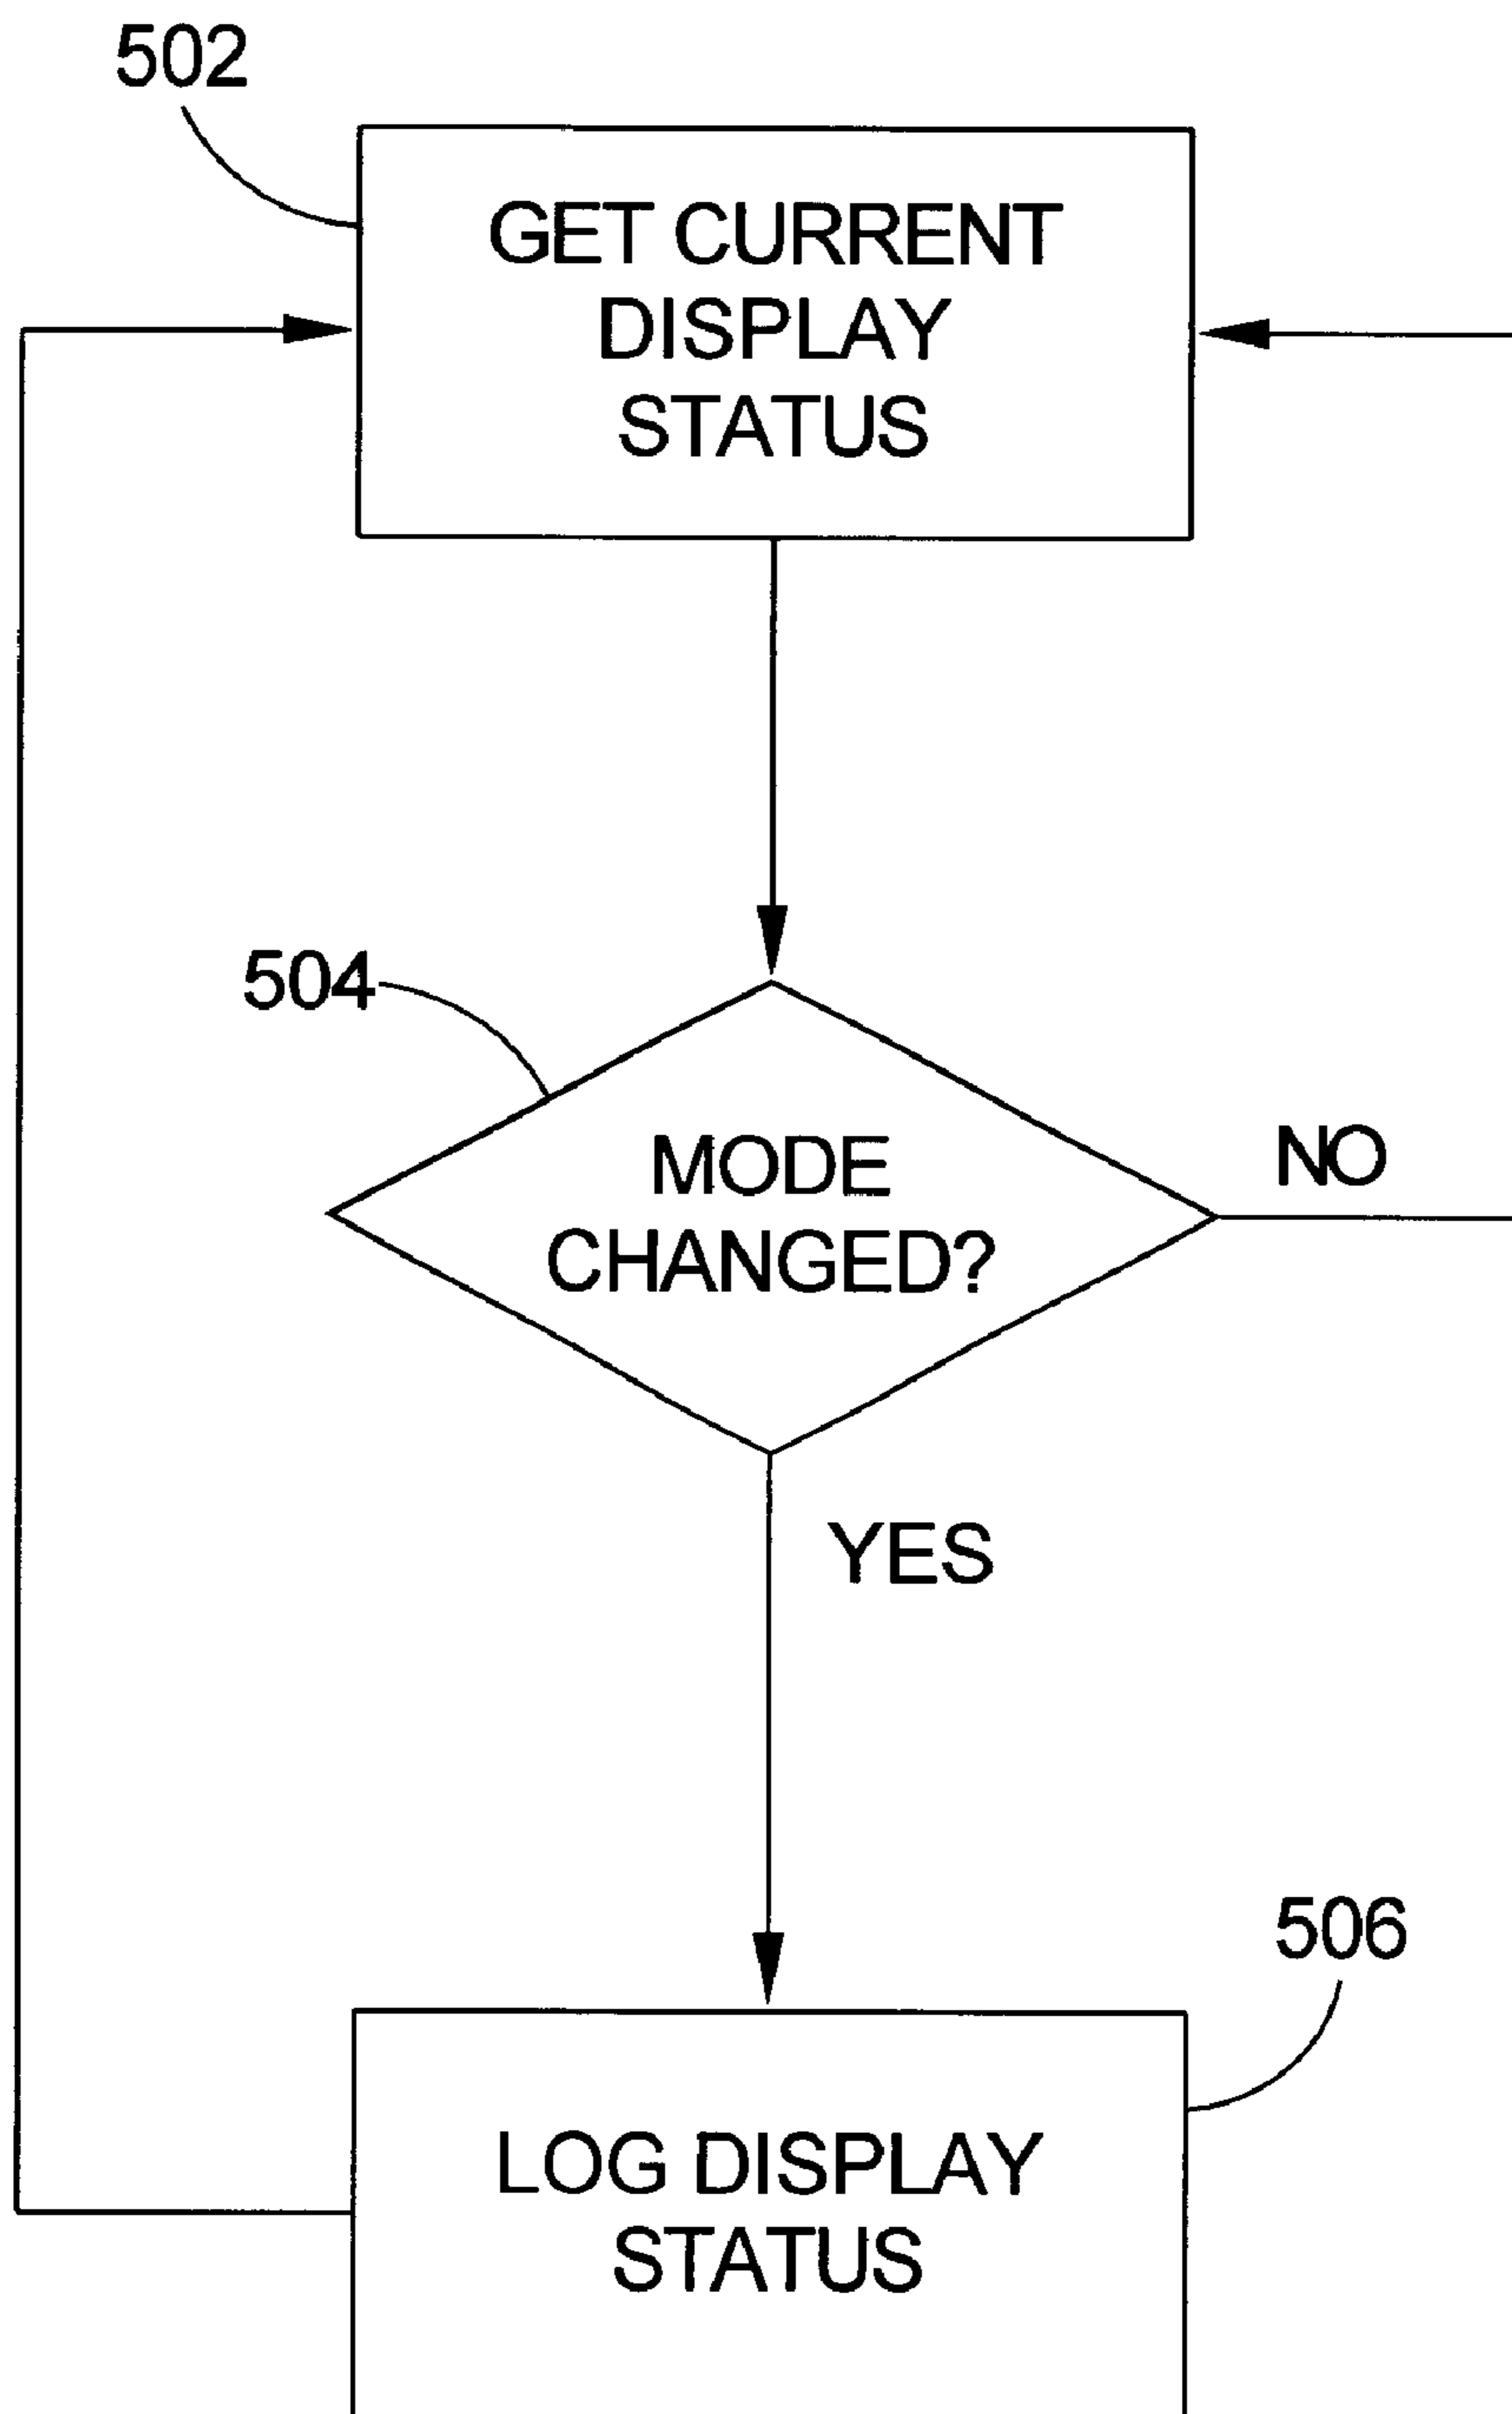 502
GET CURRENT
DISPLAY
STATUS
504
MODE
CHANGED?
NO
YES
506
LOG DISPLAY
STATUS